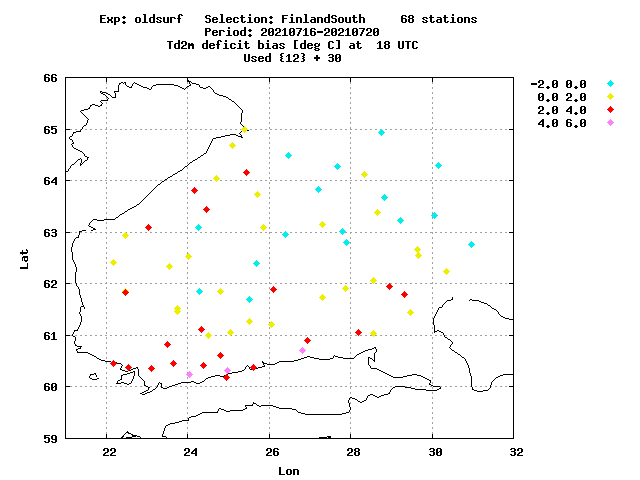 Exp: oldsurf Selection: FinlandSouth 68 stations
Period: 20210716-20210720
Td2m deficit bias [deg C] at 18 UTC
Used {12} + 30
-2.0 0.0
0.0 2.0
2.0 4.0
4.0 6.0
66
65
64
63
62
61
60
59
Lat
22 24 26 28 30 32
Lon